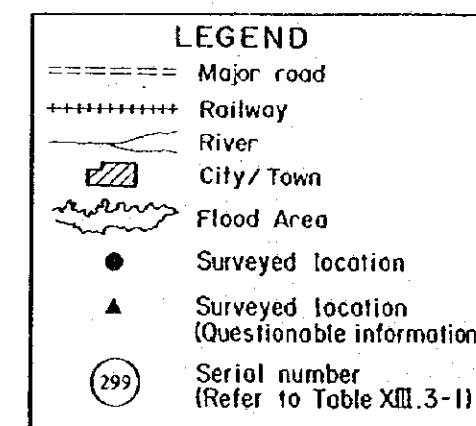 LEGEND
Major road
Railway
River
City/Town
Flood Area
Surveyed location
Surveyed location
(Questionable information
299
Serial number
(Refer to Table XIII.3-1)